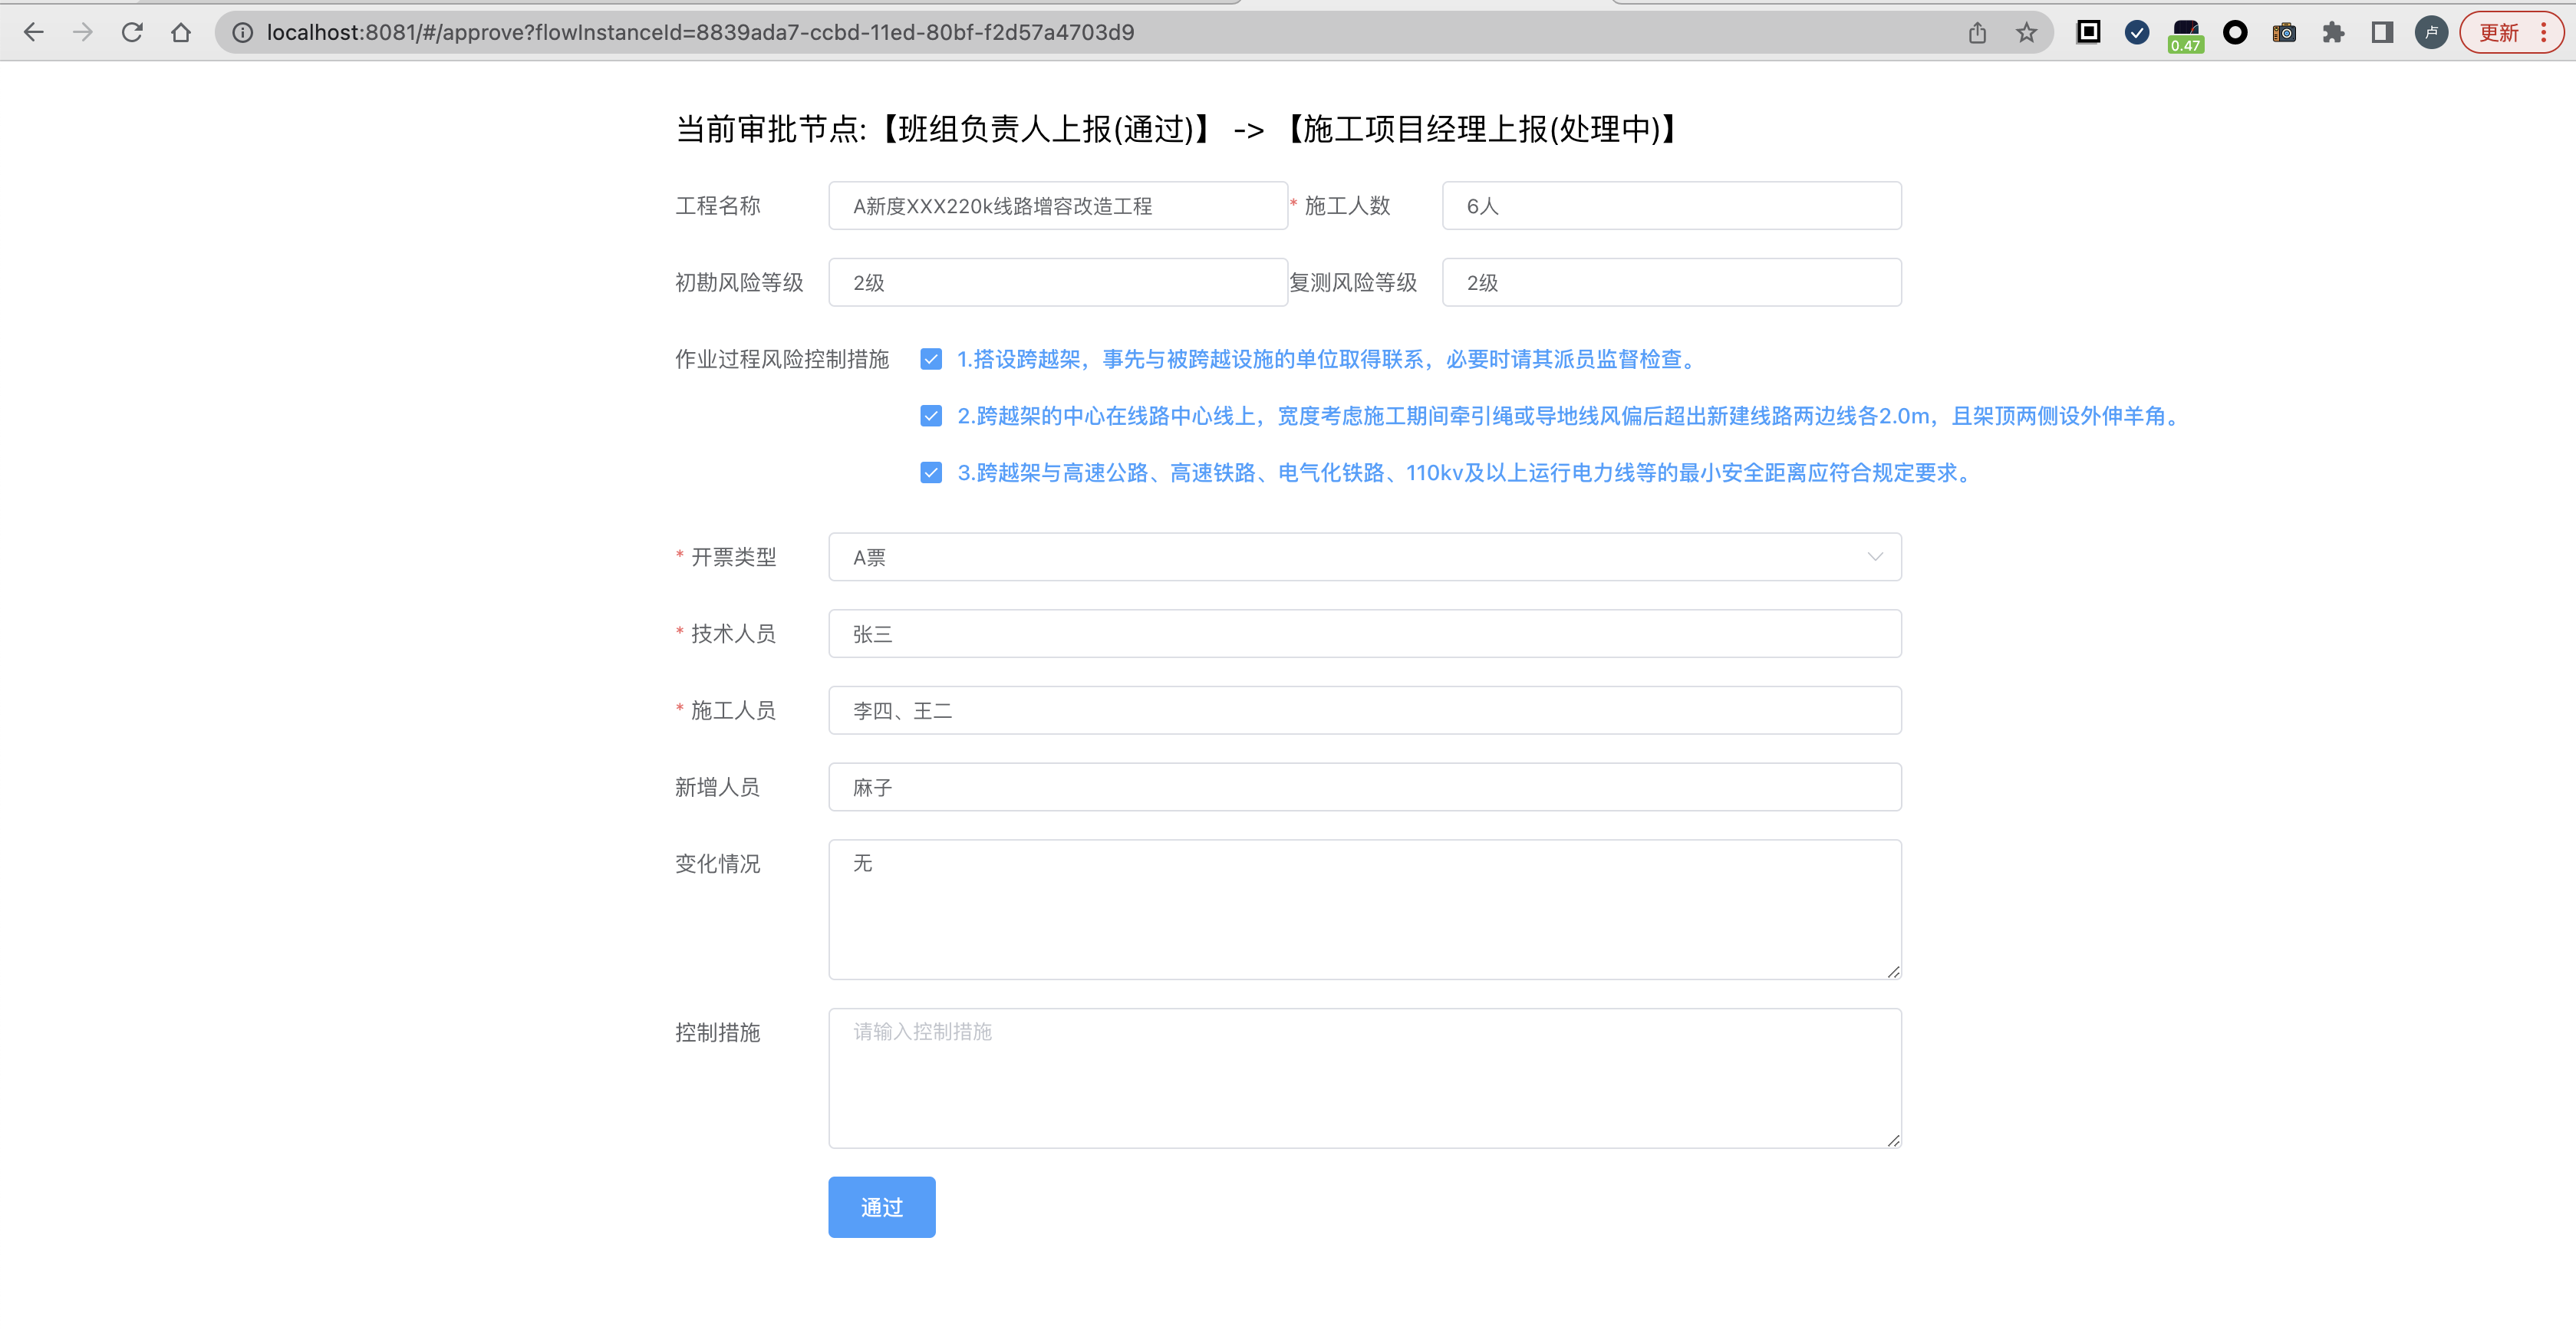 localhost:8081/#/approve?flowInstanceId=8839ada7-ccbd-11ed-80bf-f2d57a4703d9
0.47
卢
更新
当前审批节点:【班组负责人上报(通过)】 -> 【施工项目经理上报(处理中)】
工程名称 A新度XXX220k线路增容改造工程 * 施工人数 6人
初勘风险等级 2级 复测风险等级 2级
作业过程风险控制措施 1.搭设跨越架，事先与被跨越设施的单位取得联系，必要时请其派员监督检查。
2.跨越架的中心在线路中心线上，宽度考虑施工期间牵引绳或导地线风偏后超出新建线路两边线各2.0m，且架顶两侧设外伸羊角。
3.跨越架与高速公路、高速铁路、电气化铁路、110kv及以上运行电力线等的最小安全距离应符合规定要求。
* 开票类型 A票
* 技术人员 张三
* 施工人员 李四、王二
新增人员 麻子
变化情况 无
控制措施 请输入控制措施
通过